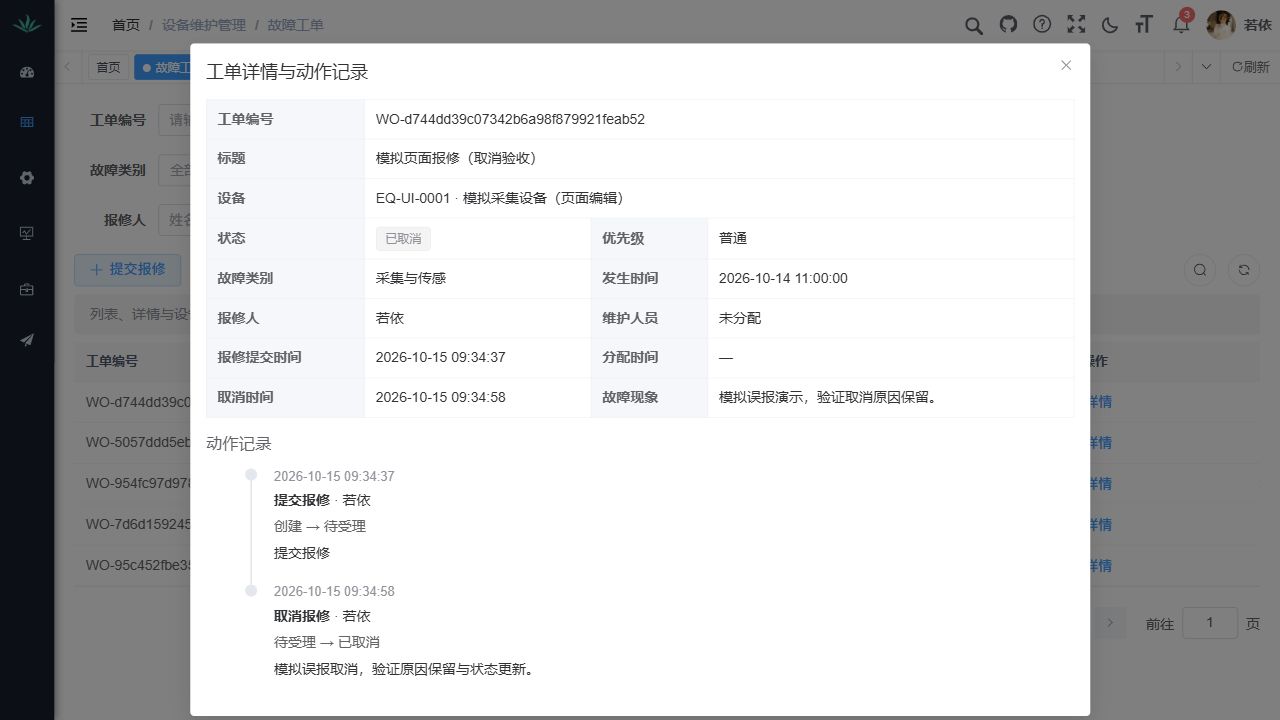 首页 / 设备维护管理 / 故障工单
3
若依
首页
故障工
刷新
工单编号
故障类别
报修人
姓名
+ 提交报修
列表、详情与设
工单编号
WO-d744dd39c0
WO-5057ddd5eb
WO-954fc97d978
WO-7d6d159245
WO-95c452fbe35
详情
详情
详情
详情
详情
前往 1 页
工单详情与动作记录
工单编号 WO-d744dd39c07342b6a98f879921feab52
标题 模拟页面报修（取消验收）
设备 EQ-UI-0001 · 模拟采集设备（页面编辑）
状态 已取消 优先级 普通
故障类别 采集与传感 发生时间 2026-10-14 11:00:00
报修人 若依 维护人员 未分配
报修提交时间 2026-10-15 09:34:37 分配时间 —
取消时间 2026-10-15 09:34:58 故障现象 模拟误报演示，验证取消原因保留。
动作记录
2026-10-15 09:34:37
提交报修 · 若依
创建 → 待受理
提交报修
2026-10-15 09:34:58
取消报修 · 若依
待受理 → 已取消
模拟误报取消，验证原因保留与状态更新。